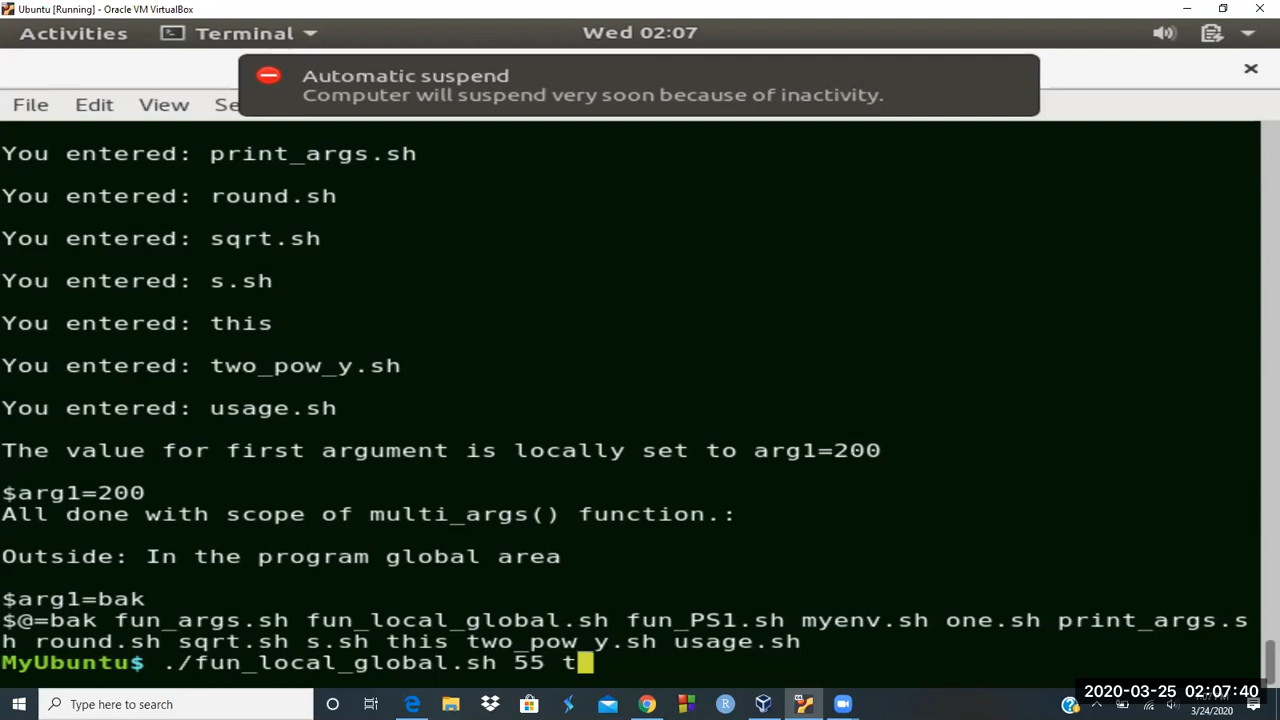 Ubuntu [Running] - Oracle VM VirtualBox
Activities Terminal Wed 02:07
Automatic suspend
Computer will suspend very soon because of inactivity.
File Edit View Se
You entered: print_args.sh
You entered: round.sh
You entered: sqrt.sh
You entered: s.sh
You entered: this
You entered: two_pow_y.sh
You entered: usage.sh
The value for first argument is locally set to arg1=200
$arg1=200
All done with scope of multi_args() function.:
Outside: In the program global area
$arg1=bak
$@=bak fun_args.sh fun_local_global.sh fun_PS1.sh myenv.sh one.sh print_args.s
h round.sh sqrt.sh s.sh this two_pow_y.sh usage.sh
MyUbuntu$ ./fun_local_global.sh 55 t
Type here to search
2020-03-25 02:07:40
3/24/2020